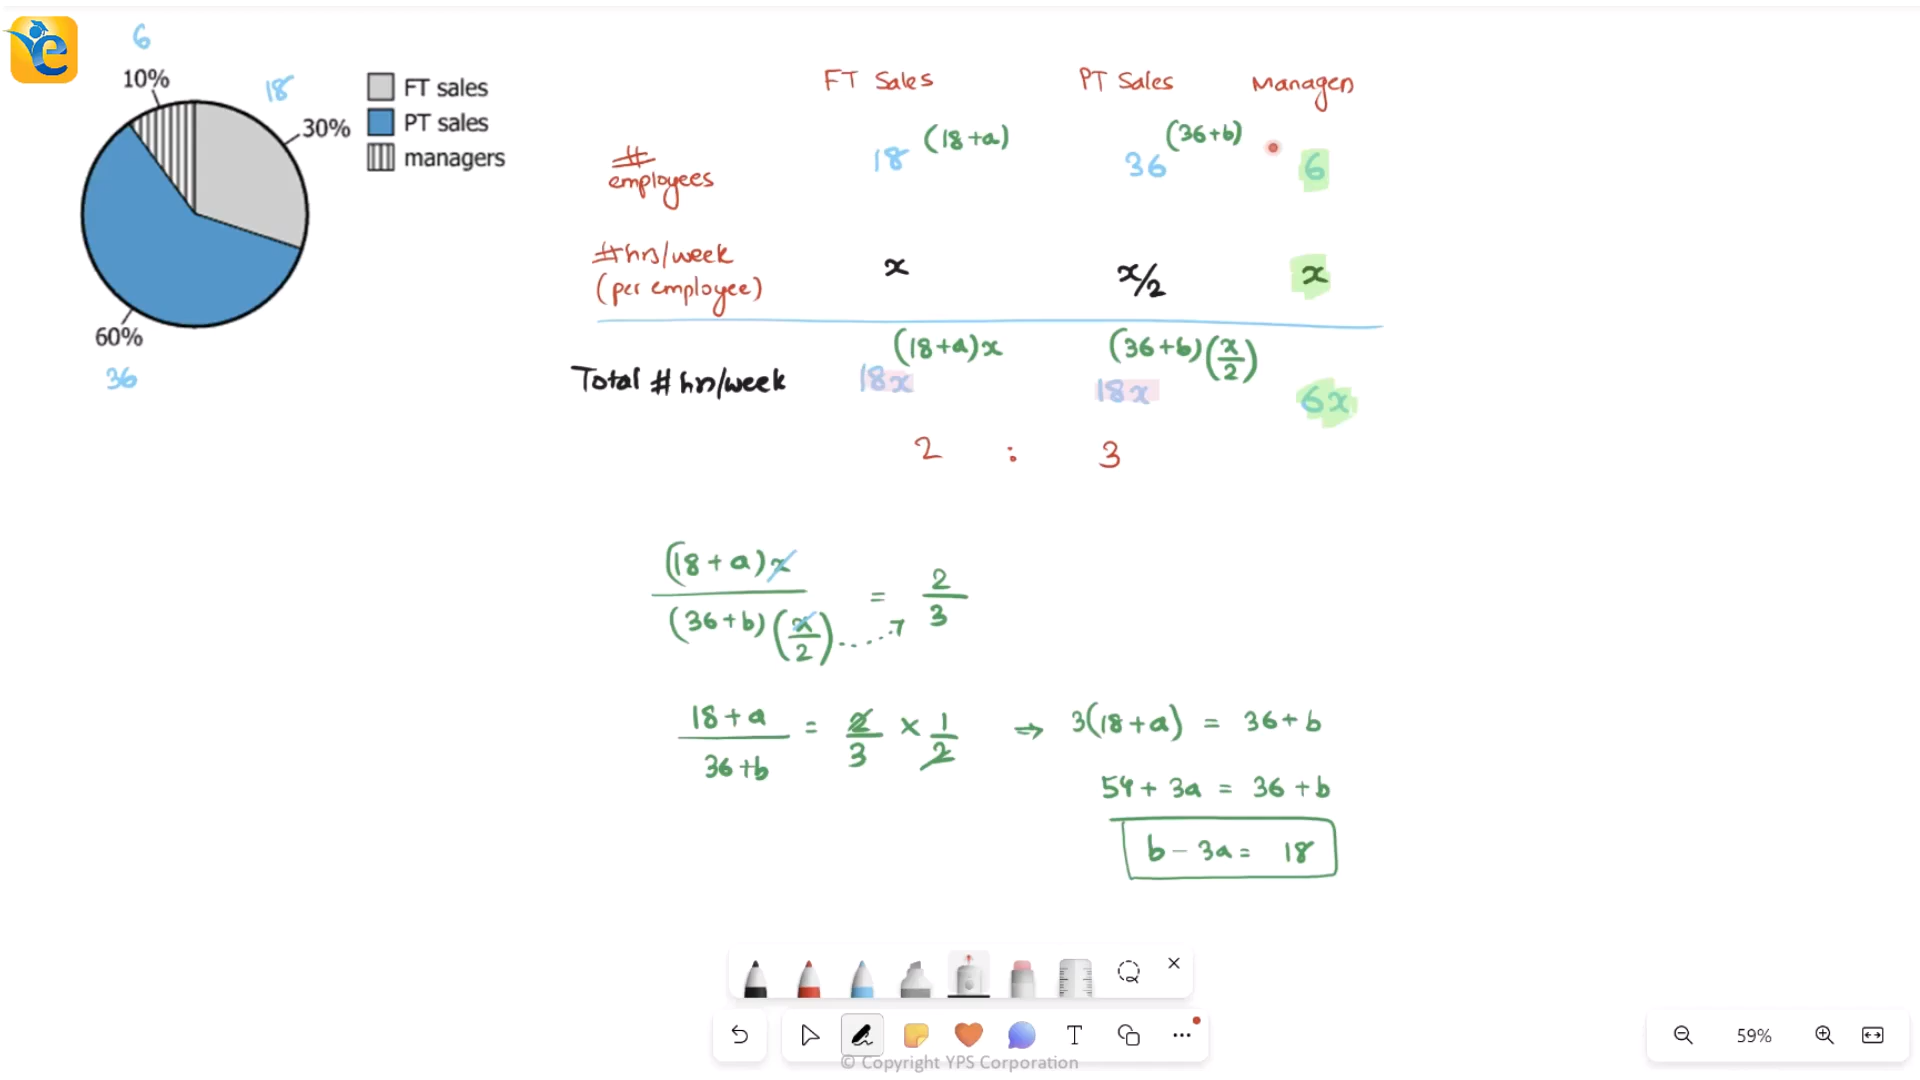 6
10%
18
30%
60%
36
FT sales
PT sales
managers
FT Sales PT Sales Managers
# employees 18 (18+a) 36 (36+b) 6
#hrs/week (per employee) x x/2 x
(18+a)x (36+b)(x/2)
Total # hrs/week 18x 18x 6x
2 : 3
(18+a)x / (36+b)(x/2) = 2/3
18+a / 36+b = 2/3 × 1/2 ⇒ 3(18+a) = 36+b
54+3a = 36+b
b-3a = 18
T
59%
© Copyright YPS Corporation